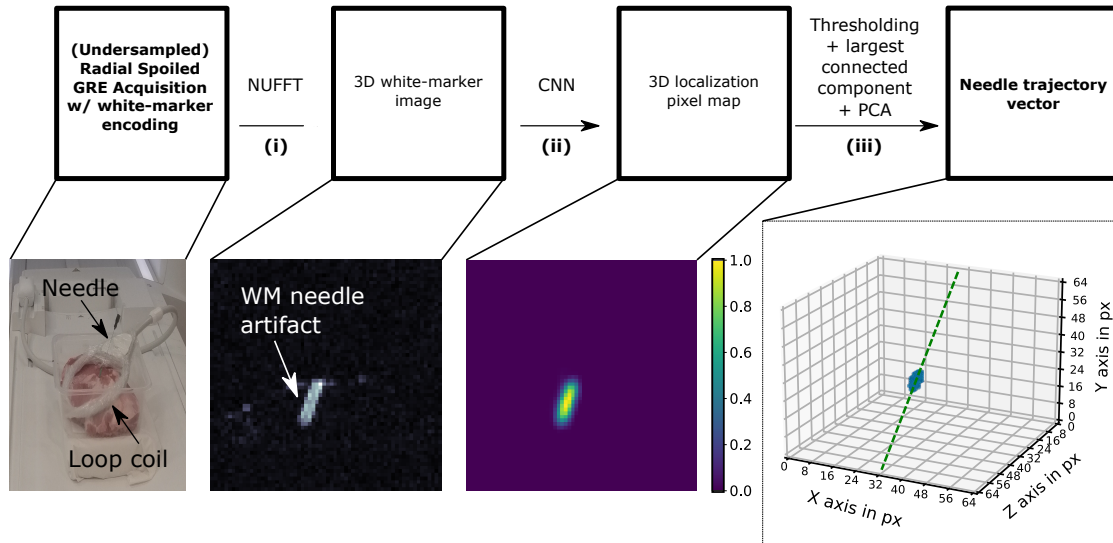 (Undersampled)
Radial Spoiled
GRE Acquisition
w/ white-marker
encoding
NUFFT
(i)
3D white-marker
image
CNN
(ii)
3D localization
pixel map
Thresholding
+ largest
connected
component
+ PCA
(iii)
Needle trajectory
vector
Needle
Loop coil
WM needle
artifact
1.0
0.8
0.6
0.4
0.2
0.0
64
56
48
40
32
24
16
8
0
Y axis in px
0
8
16
24
32
40
48
56
64
X axis in px
0
8
16
24
32
40
48
56
64
Z axis in px